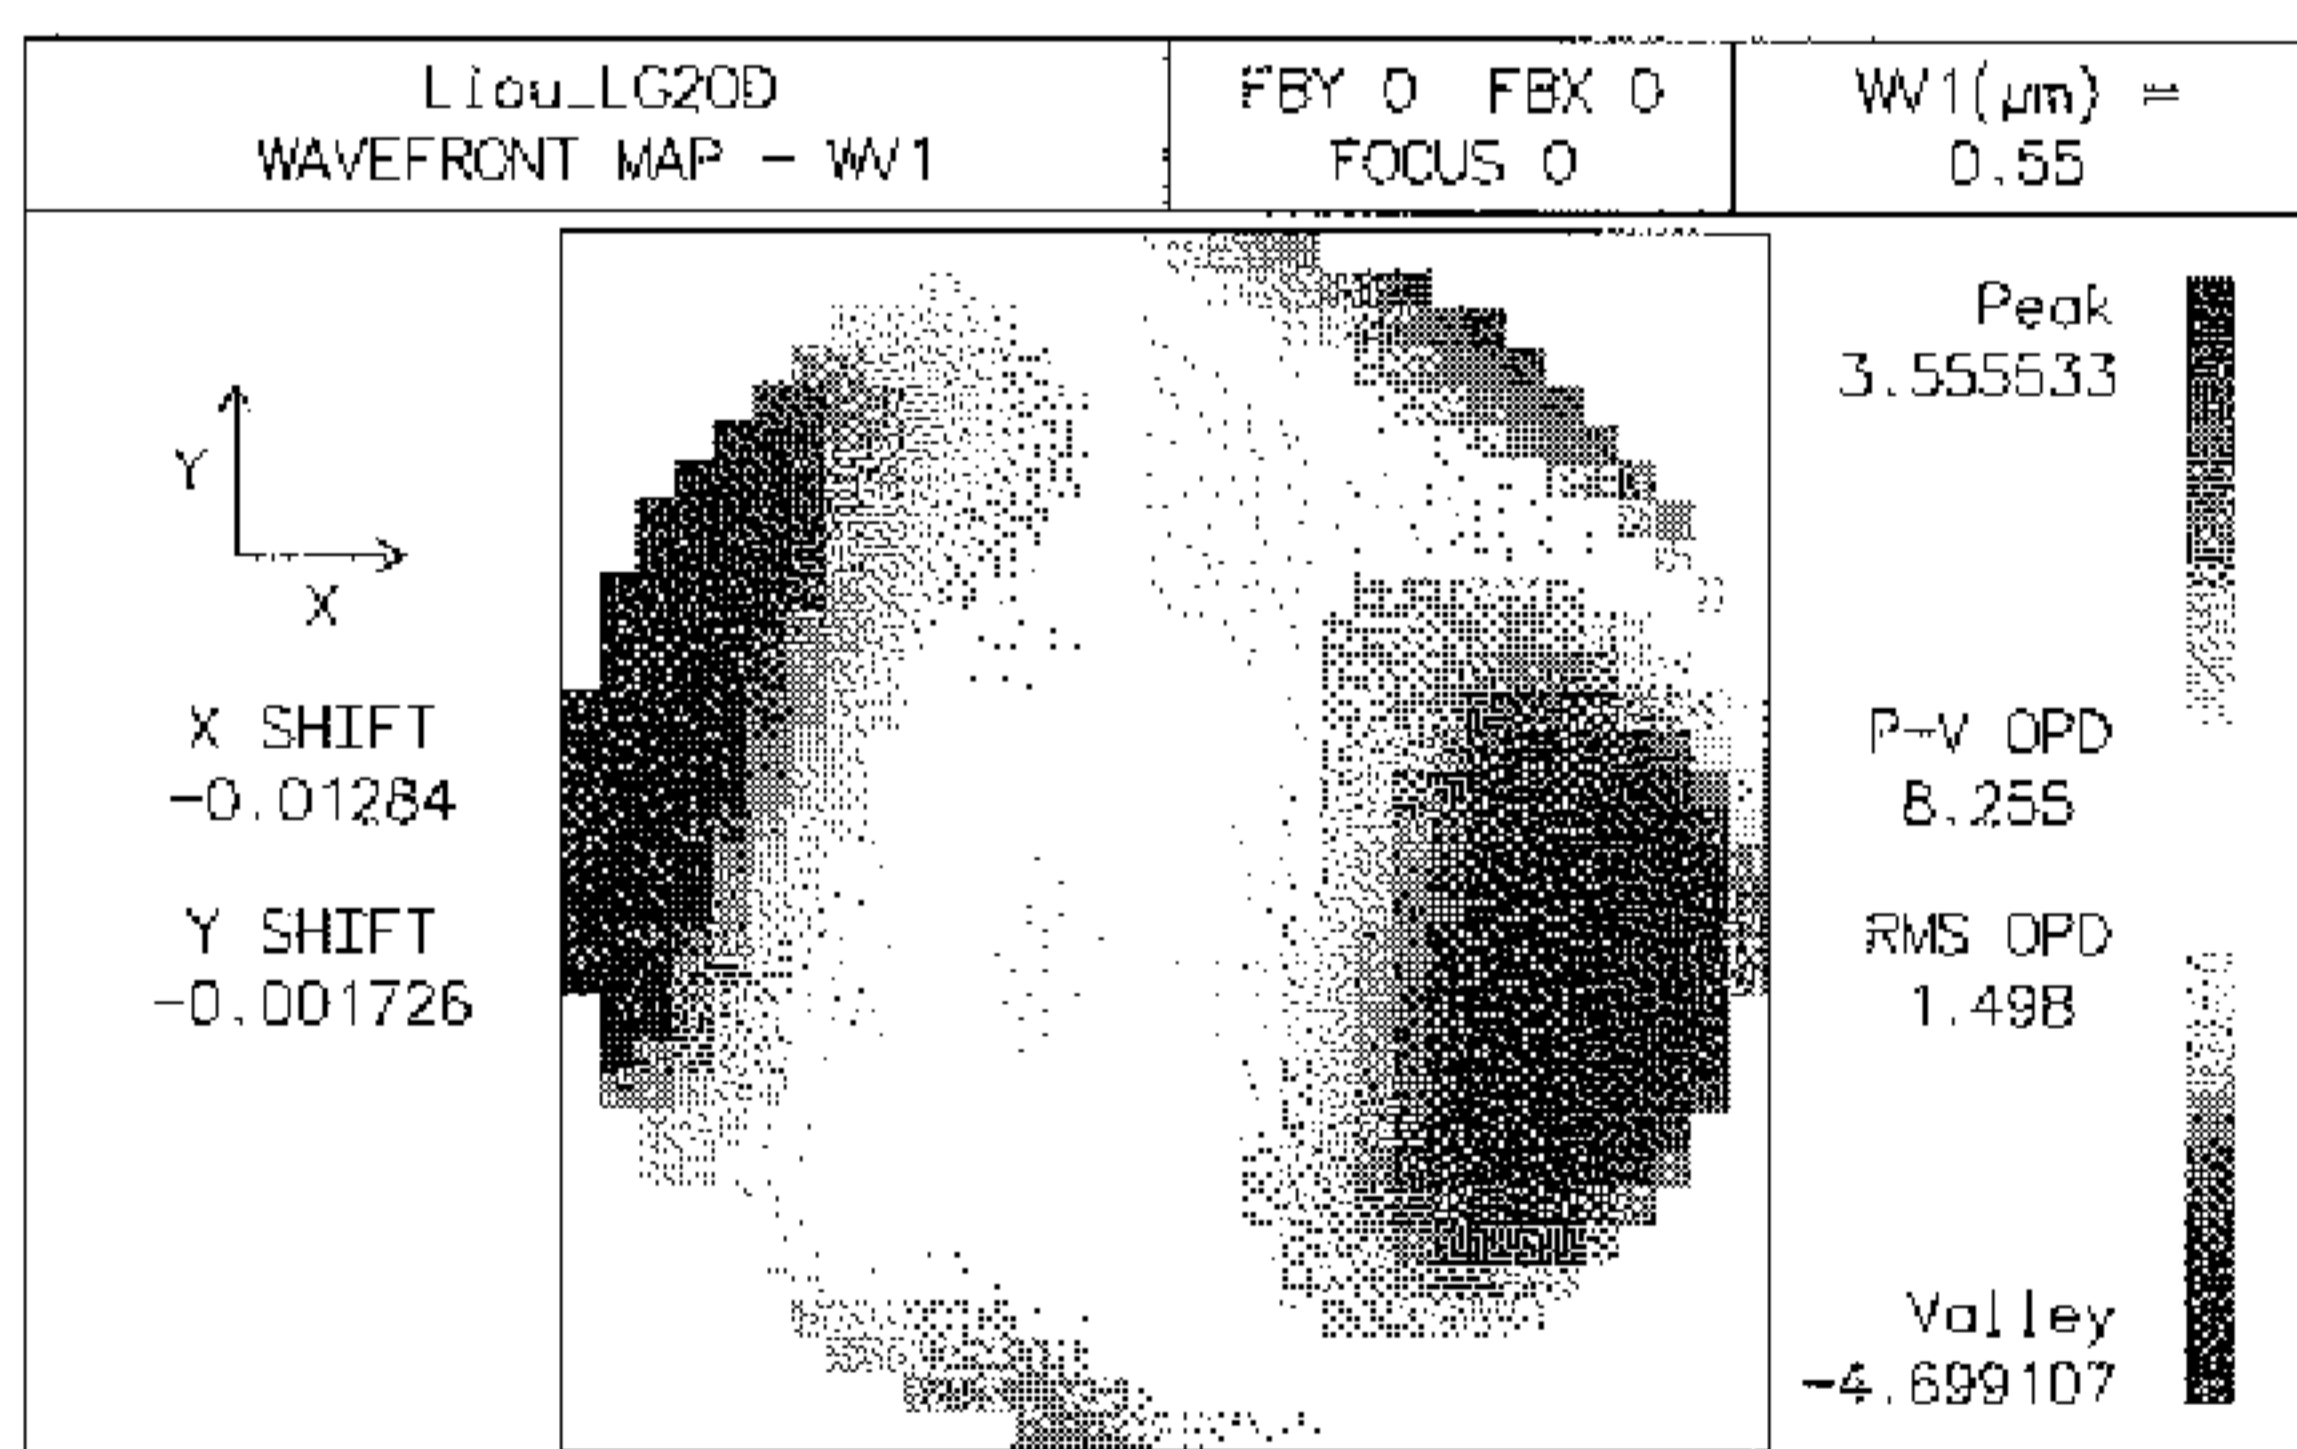 Liou_LG20D
WAVEFRONT MAP - WV1
FBY 0 FBX 0
FOCUS 0
WV1(µm) =
0.55
Y
X
X SHIFT
-0.01284
Y SHIFT
-0.001726
Peak
3.555633
P-V OPD
8.255
RMS OPD
1.498
Valley
-4.699107